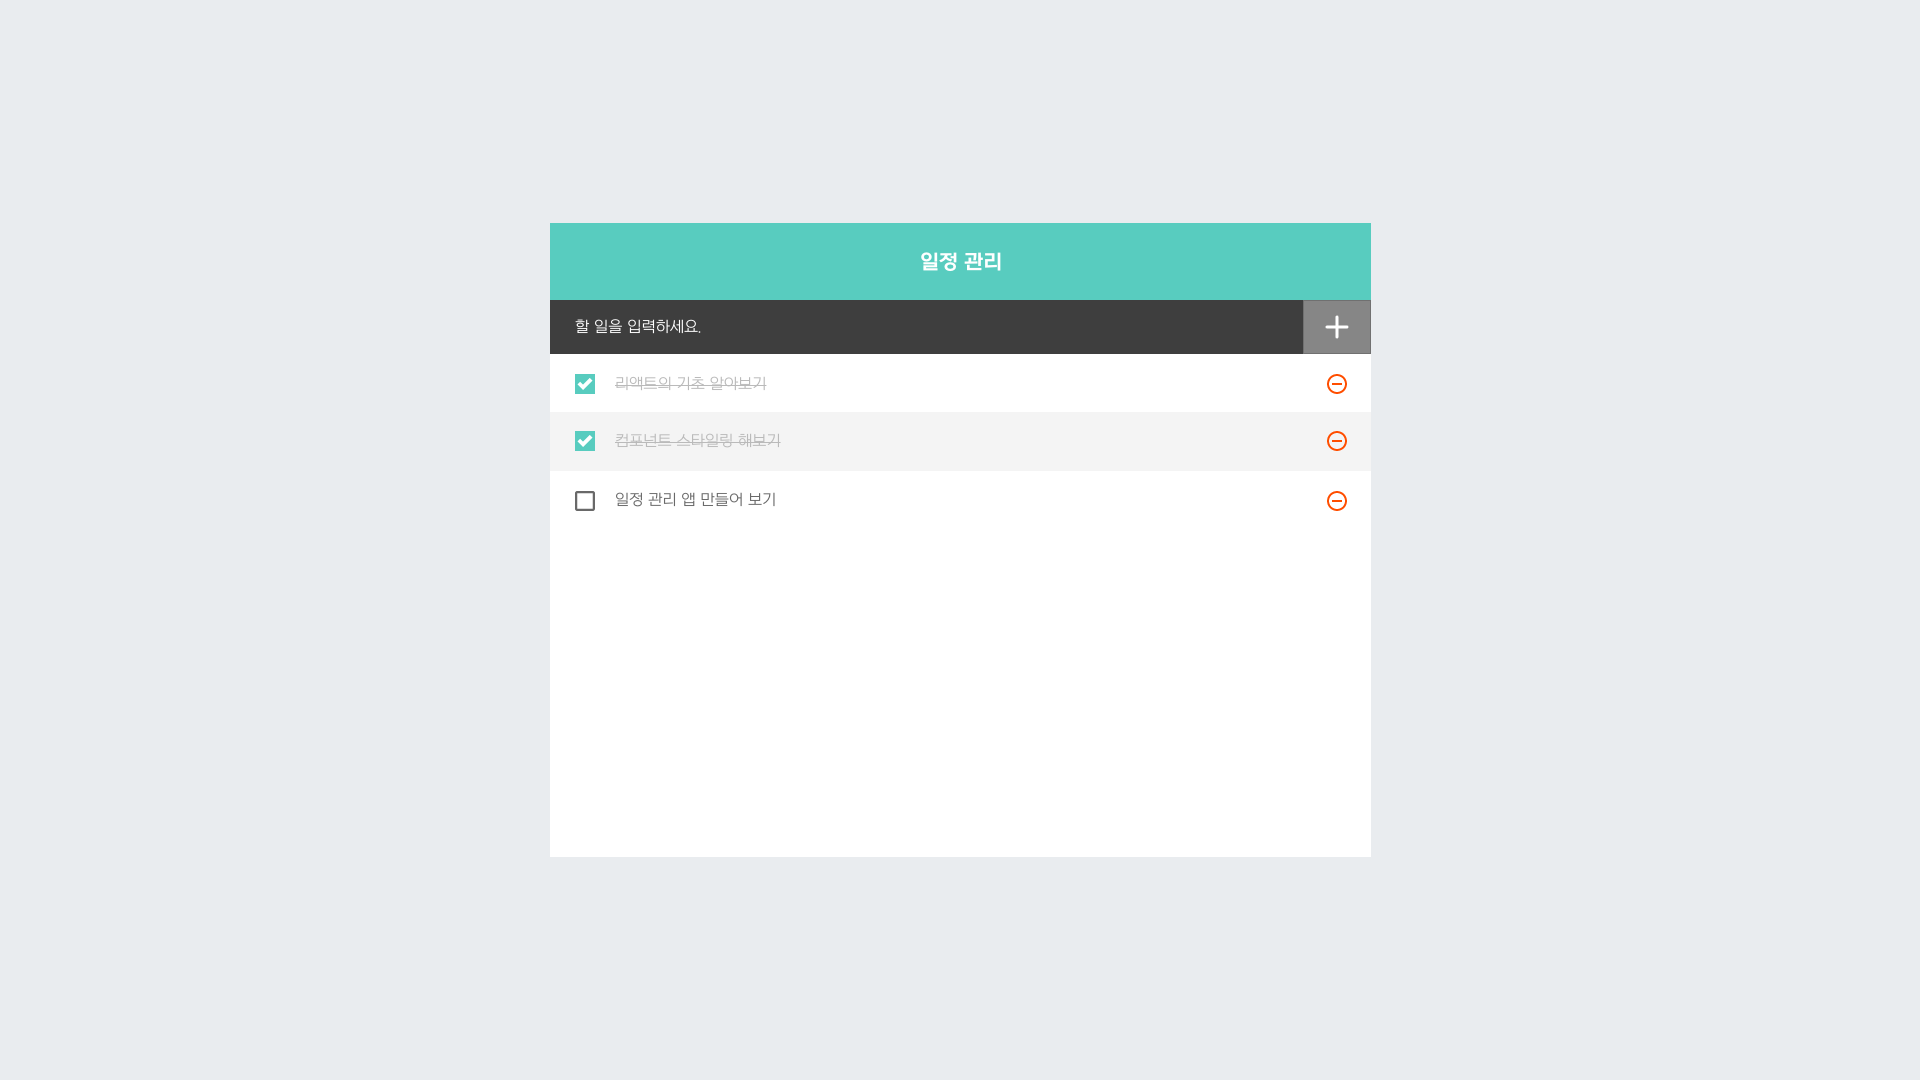 일정 관리
할 일을 입력하세요.
리액트의 기초 알아보기
컴포넌트 스타일링 해보기
일정 관리 앱 만들어 보기